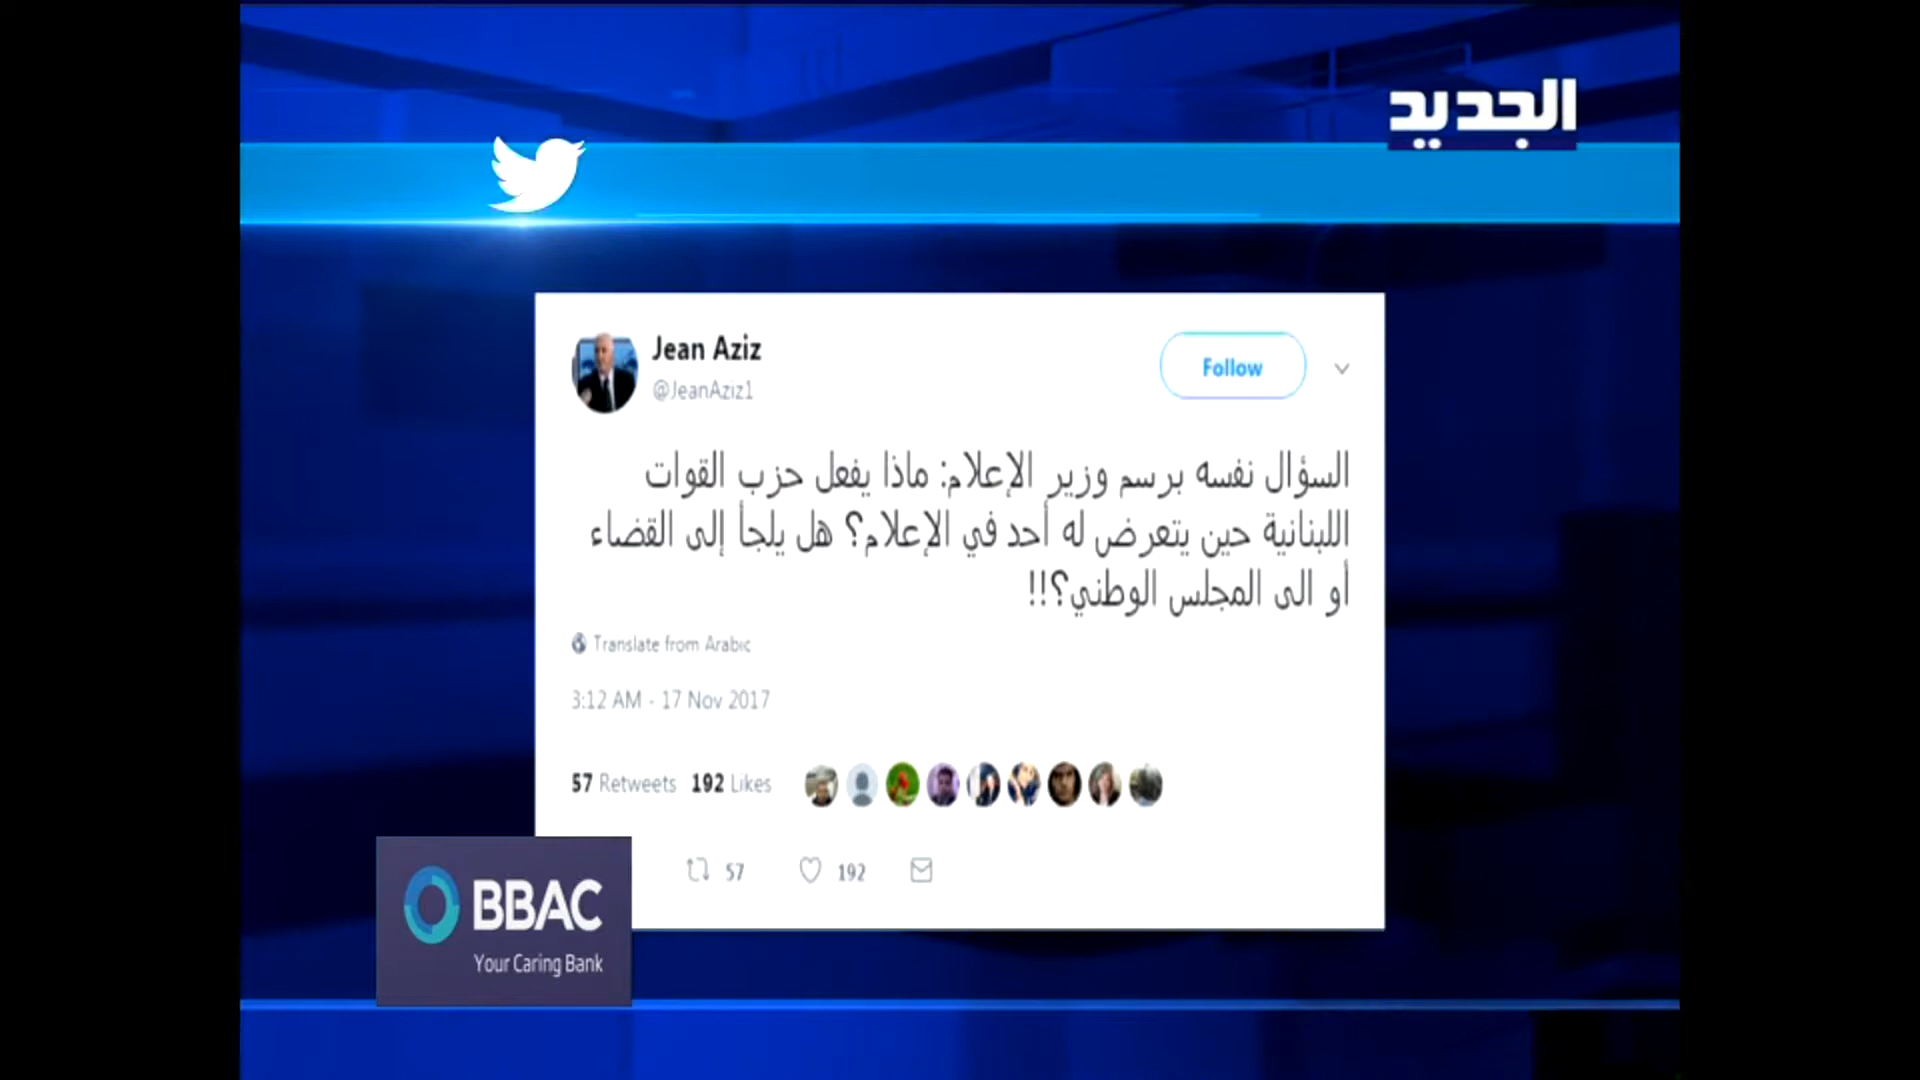 الجديد
Jean Aziz
@JeanAziz1
Follow
السؤال نفسه برسم وزير الإعلام: ماذا يفعل حزب القوات
اللبنانية حين يتعرض له أحد في الإعلام؟ هل يلجأ إلى القضاء
أو الى المجلس الوطني؟!!
Translate from Arabic
3:12 AM - 17 Nov 2017
57 Retweets 192 Likes
57 192
BBAC
Your Caring Bank